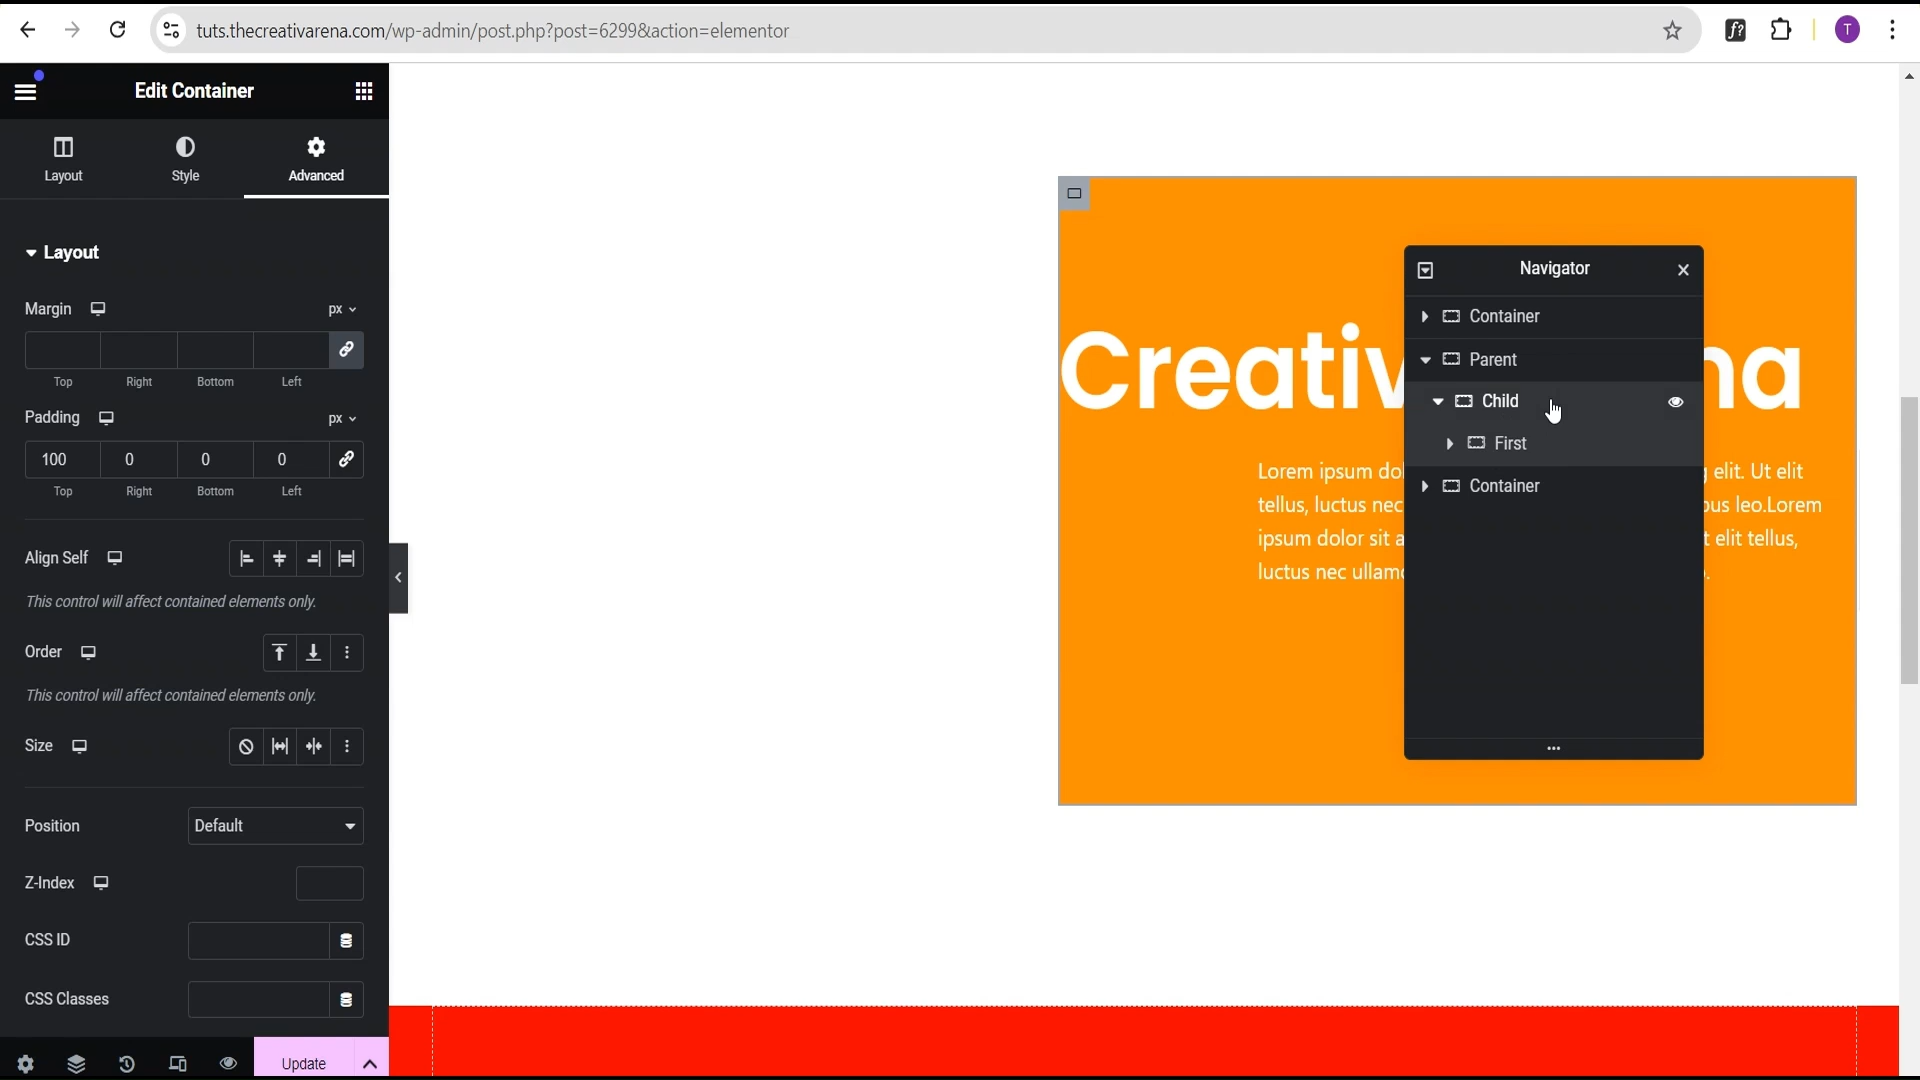 tuts.thecreativarena.com/wp-admin/post.php?post=6299&action=elementor
T
Edit Container
Layout
Style
Advanced
Layout
Margin
px
Top
Right
Bottom
Left
Padding
px
100
0
0
0
Top
Right
Bottom
Left
Align Self
This control will affect contained elements only.
Order
This control will affect contained elements only.
Size
Position
Default
Z-Index
CSS ID
CSS Classes
Update
Creativ
na
Lorem ipsum do
elit. Ut elit
tellus, luctus nec
ous leo.Lorem
ipsum dolor sit a
t elit tellus,
luctus nec ullam
Navigator
Container
Parent
Child
First
Container